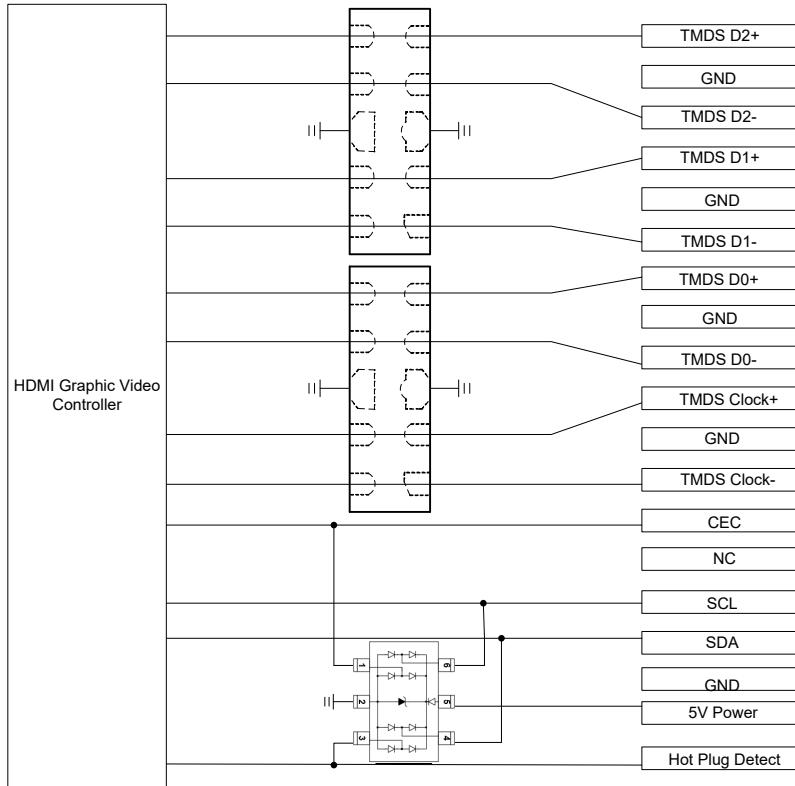 TMDS D2+
GND
TMDS D2-
TMDS D1+
GND
TMDS D1-
TMDS D0+
GND
TMDS D0-
HDMI Graphic Video
Controller
TMDS Clock+
GND
TMDS Clock-
CEC
NC
SCL
SDA
1
6
GND
2
5
5V Power
3
4
Hot Plug Detect